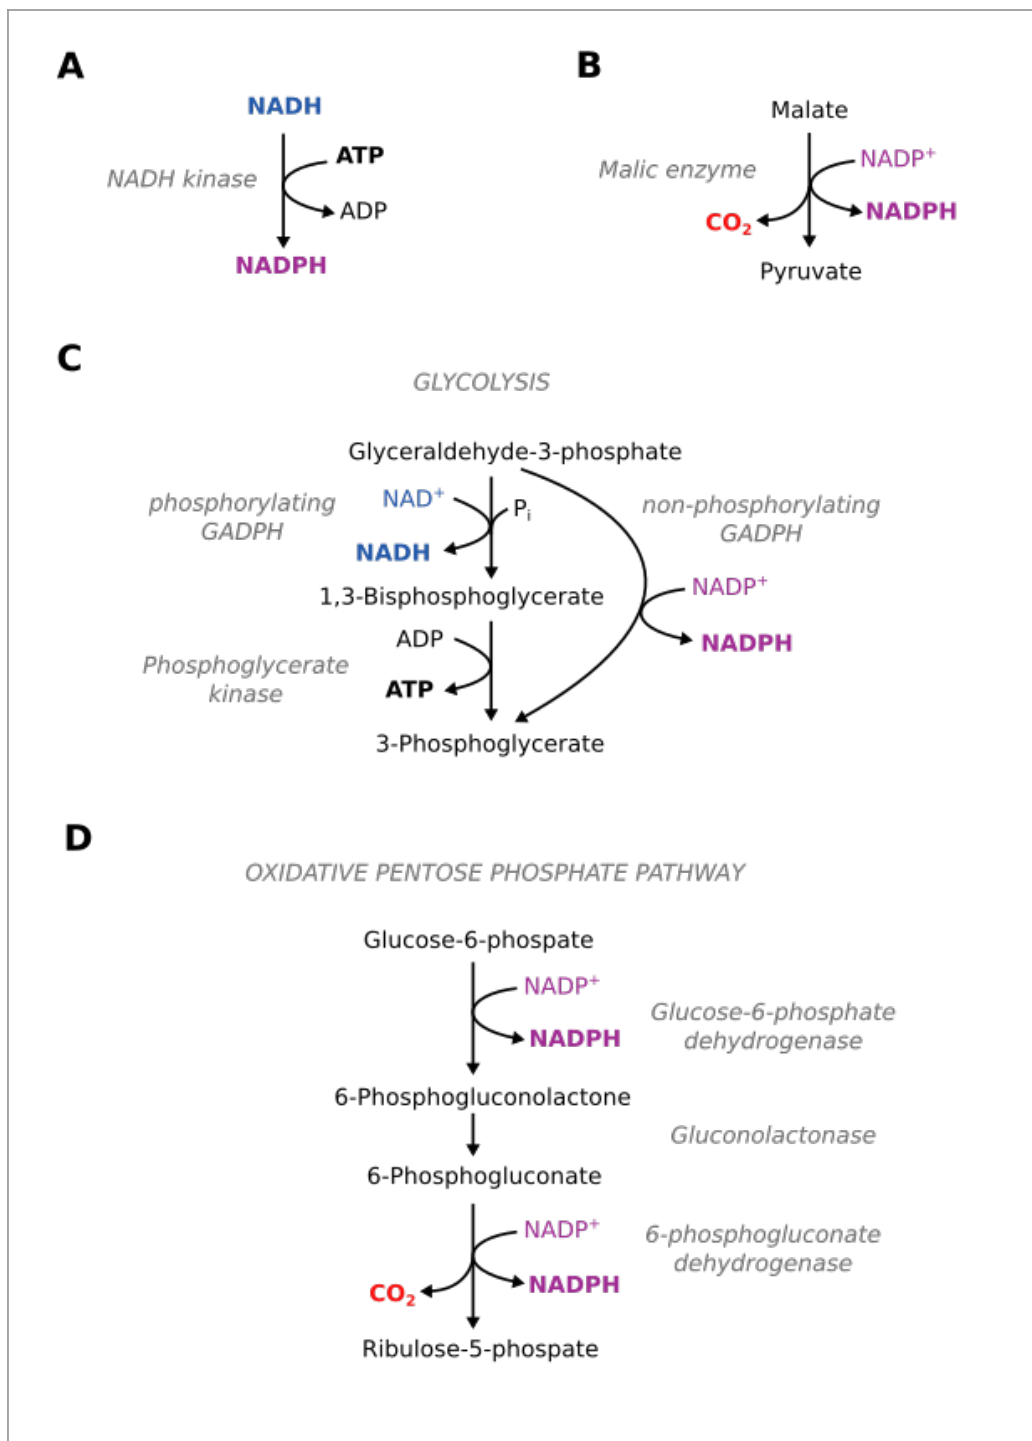 A
NADH
NADH kinase
ATP
ADP
NADPH
B
Malate
Malic enzyme
NADP⁺
CO₂
NADPH
Pyruvate
C
GLYCOLYSIS
Glyceraldehyde-3-phosphate
phosphorylating
GADPH
NAD⁺
Pᵢ
NADH
non-phosphorylating
GADPH
NADP⁺
NADPH
1,3-Bisphosphoglycerate
Phosphoglycerate
kinase
ADP
ATP
3-Phosphoglycerate
D
OXIDATIVE PENTOSE PHOSPHATE PATHWAY
Glucose-6-phospate
NADP⁺
NADPH
Glucose-6-phosphate
dehydrogenase
6-Phosphogluconolactone
Gluconolactonase
6-Phosphogluconate
NADP⁺
6-phosphogluconate
dehydrogenase
CO₂
NADPH
Ribulose-5-phospate